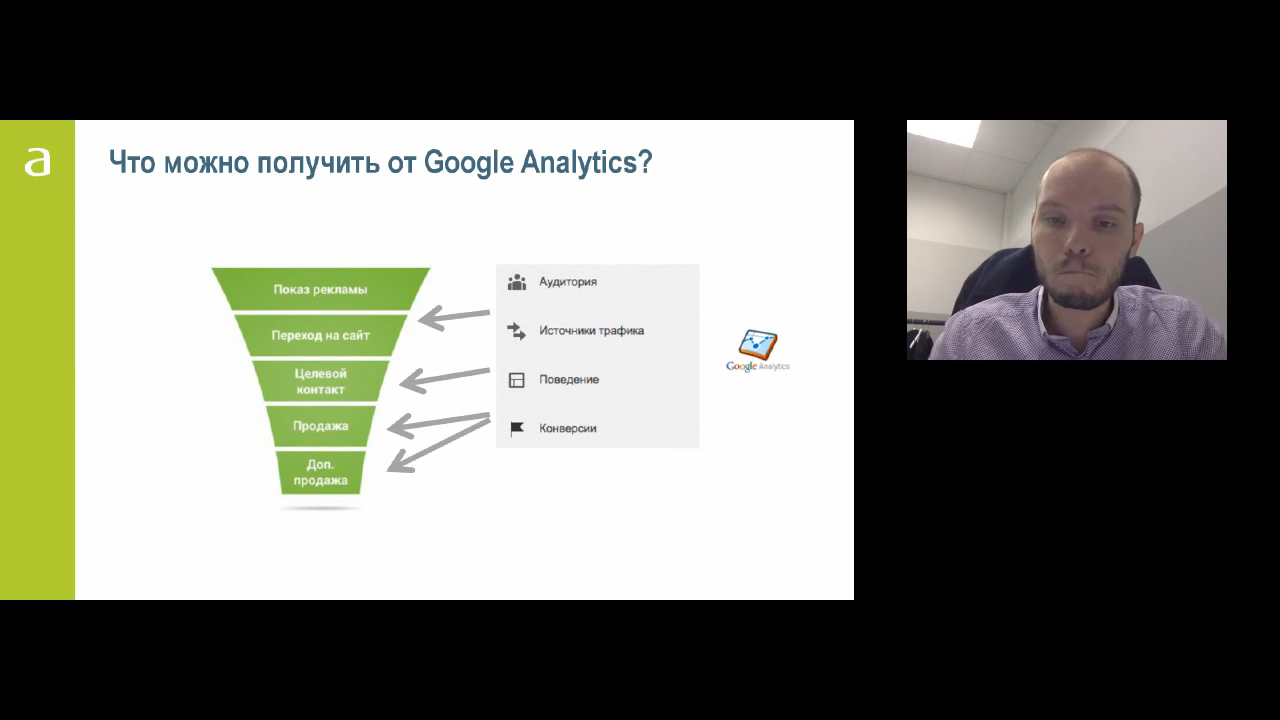 a
Что можно получить от Google Analytics?
Показ рекламы
Переход на сайт
Целевой
контакт
Продажа
Доп.
продажа
Аудитория
Источники трафика
Поведение
Конверсии
Google Analytics